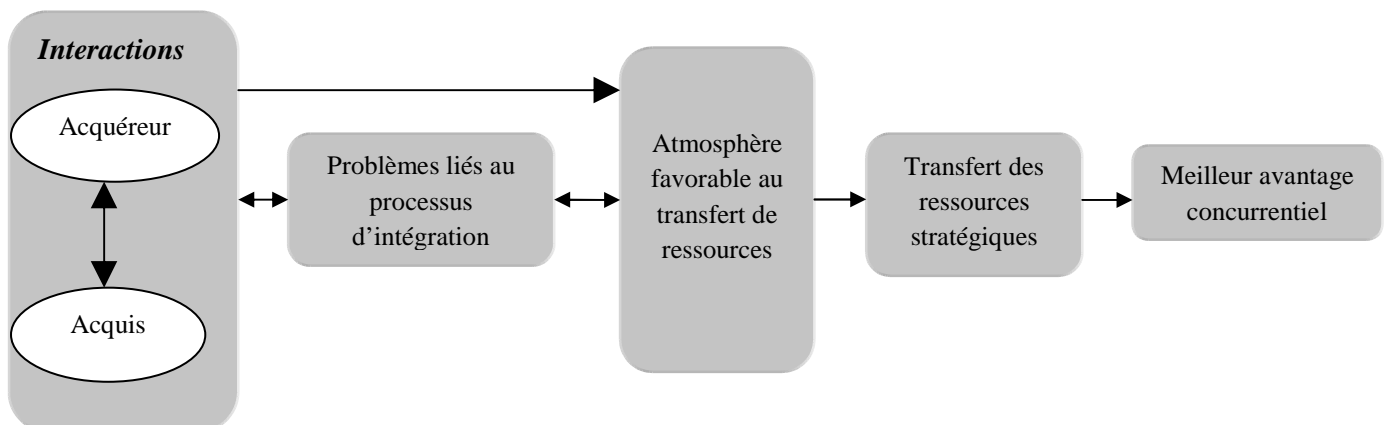 Interactions
Acquéreur
Acquis
Problèmes liés au
processus
d’intégration
Atmosphère
favorable au
transfert de
ressources
Transfert des
ressources
stratégiques
Meilleur avantage
concurrentiel